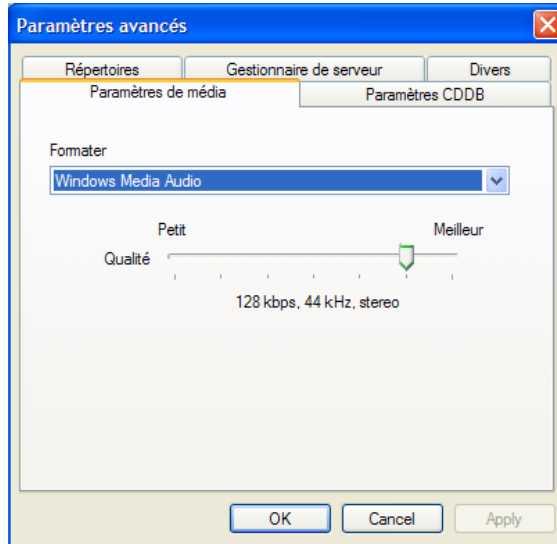 Paramètres avancés
Répertoires Gestionnaire de serveur Divers
Paramètres de média Paramètres CDDB
Formater
Windows Media Audio
Petit Meilleur
Qualité
128 kbps, 44 kHz, stereo
OK Cancel Apply